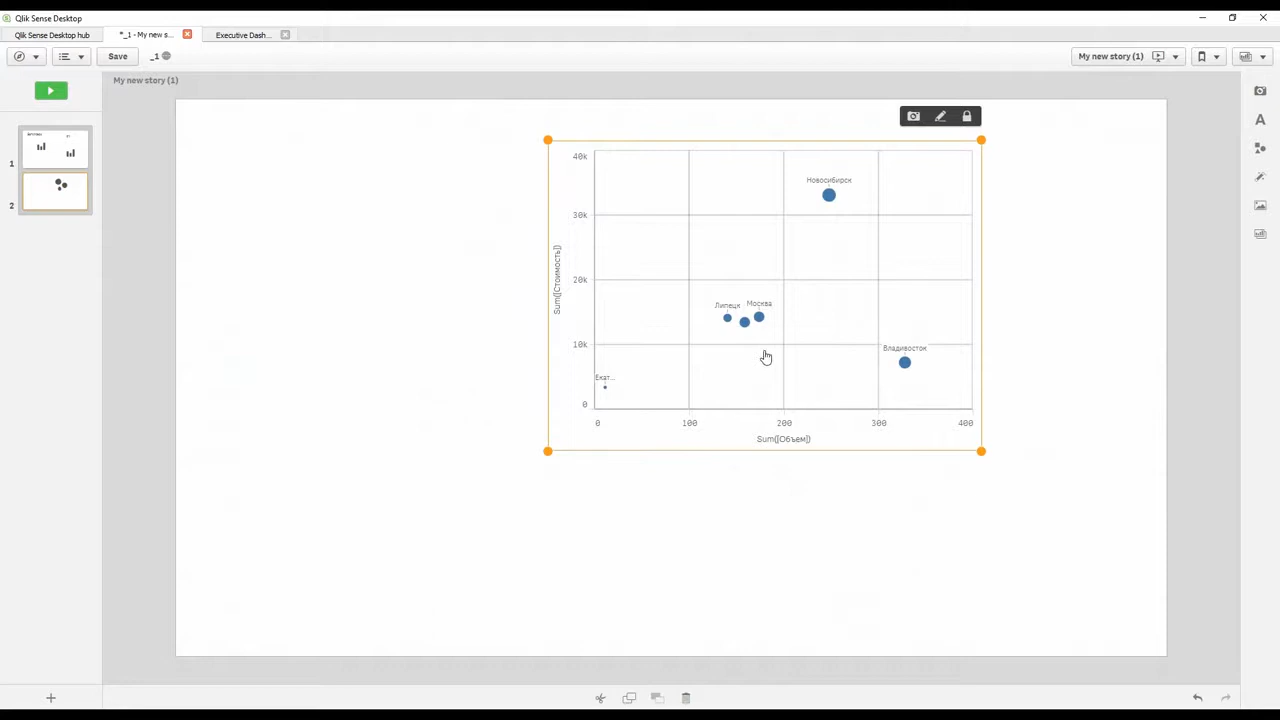 Qlik Sense Desktop
Qlik Sense Desktop hub
*_1 - My new s...
Executive Dash...
Save
_1
My new story (1)
My new story (1)
1
2
40k
30k
20k
10k
0
Sum([Стоимость])
Новосибирск
Липецк
Москва
Владивосток
Екат...
0
100
200
300
400
Sum([Объем])